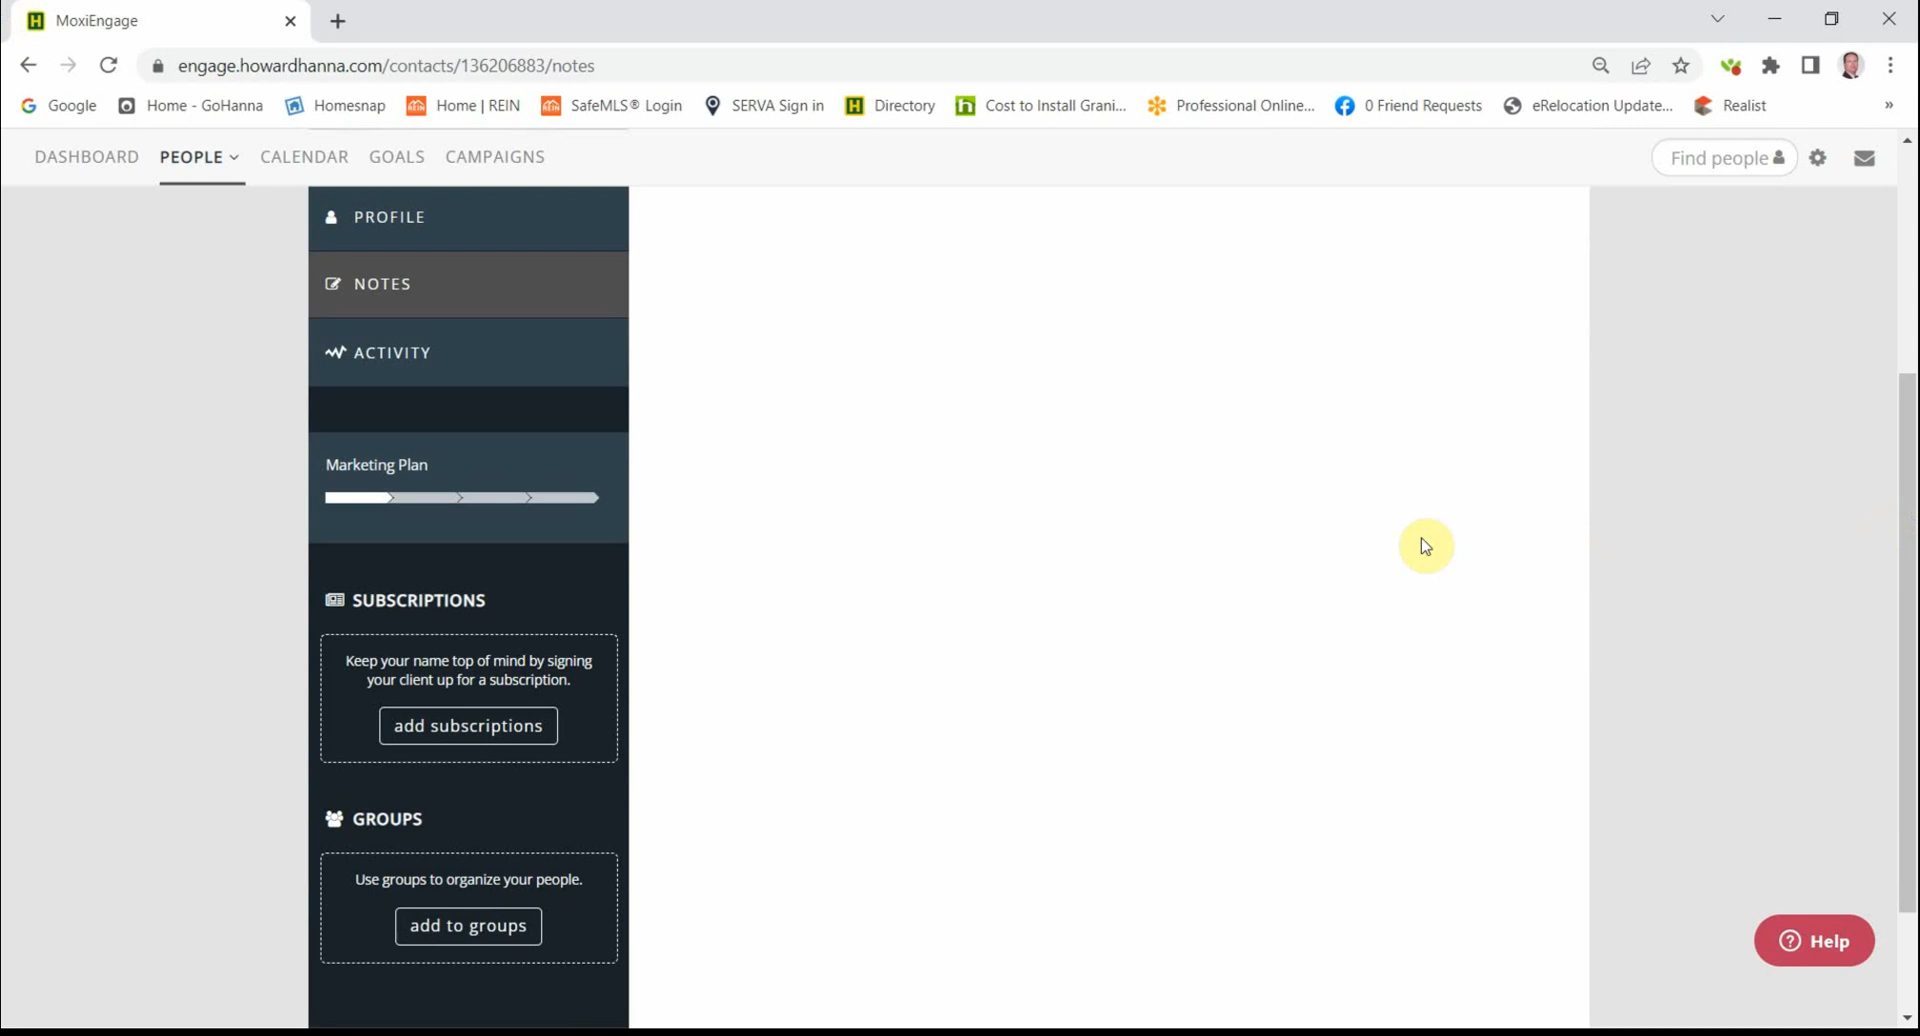 MoxiEngage
engage.howardhanna.com/contacts/136206883/notes
Google Home - GoHanna Homesnap Home | REIN SafeMLS® Login SERVA Sign in Directory Cost to Install Grani... Professional Online... 0 Friend Requests eRelocation Update... Realist »
DASHBOARD PEOPLE CALENDAR GOALS CAMPAIGNS Find people
PROFILE
NOTES
ACTIVITY
Marketing Plan
SUBSCRIPTIONS
Keep your name top of mind by signing
your client up for a subscription.
add subscriptions
GROUPS
Use groups to organize your people.
add to groups
Help